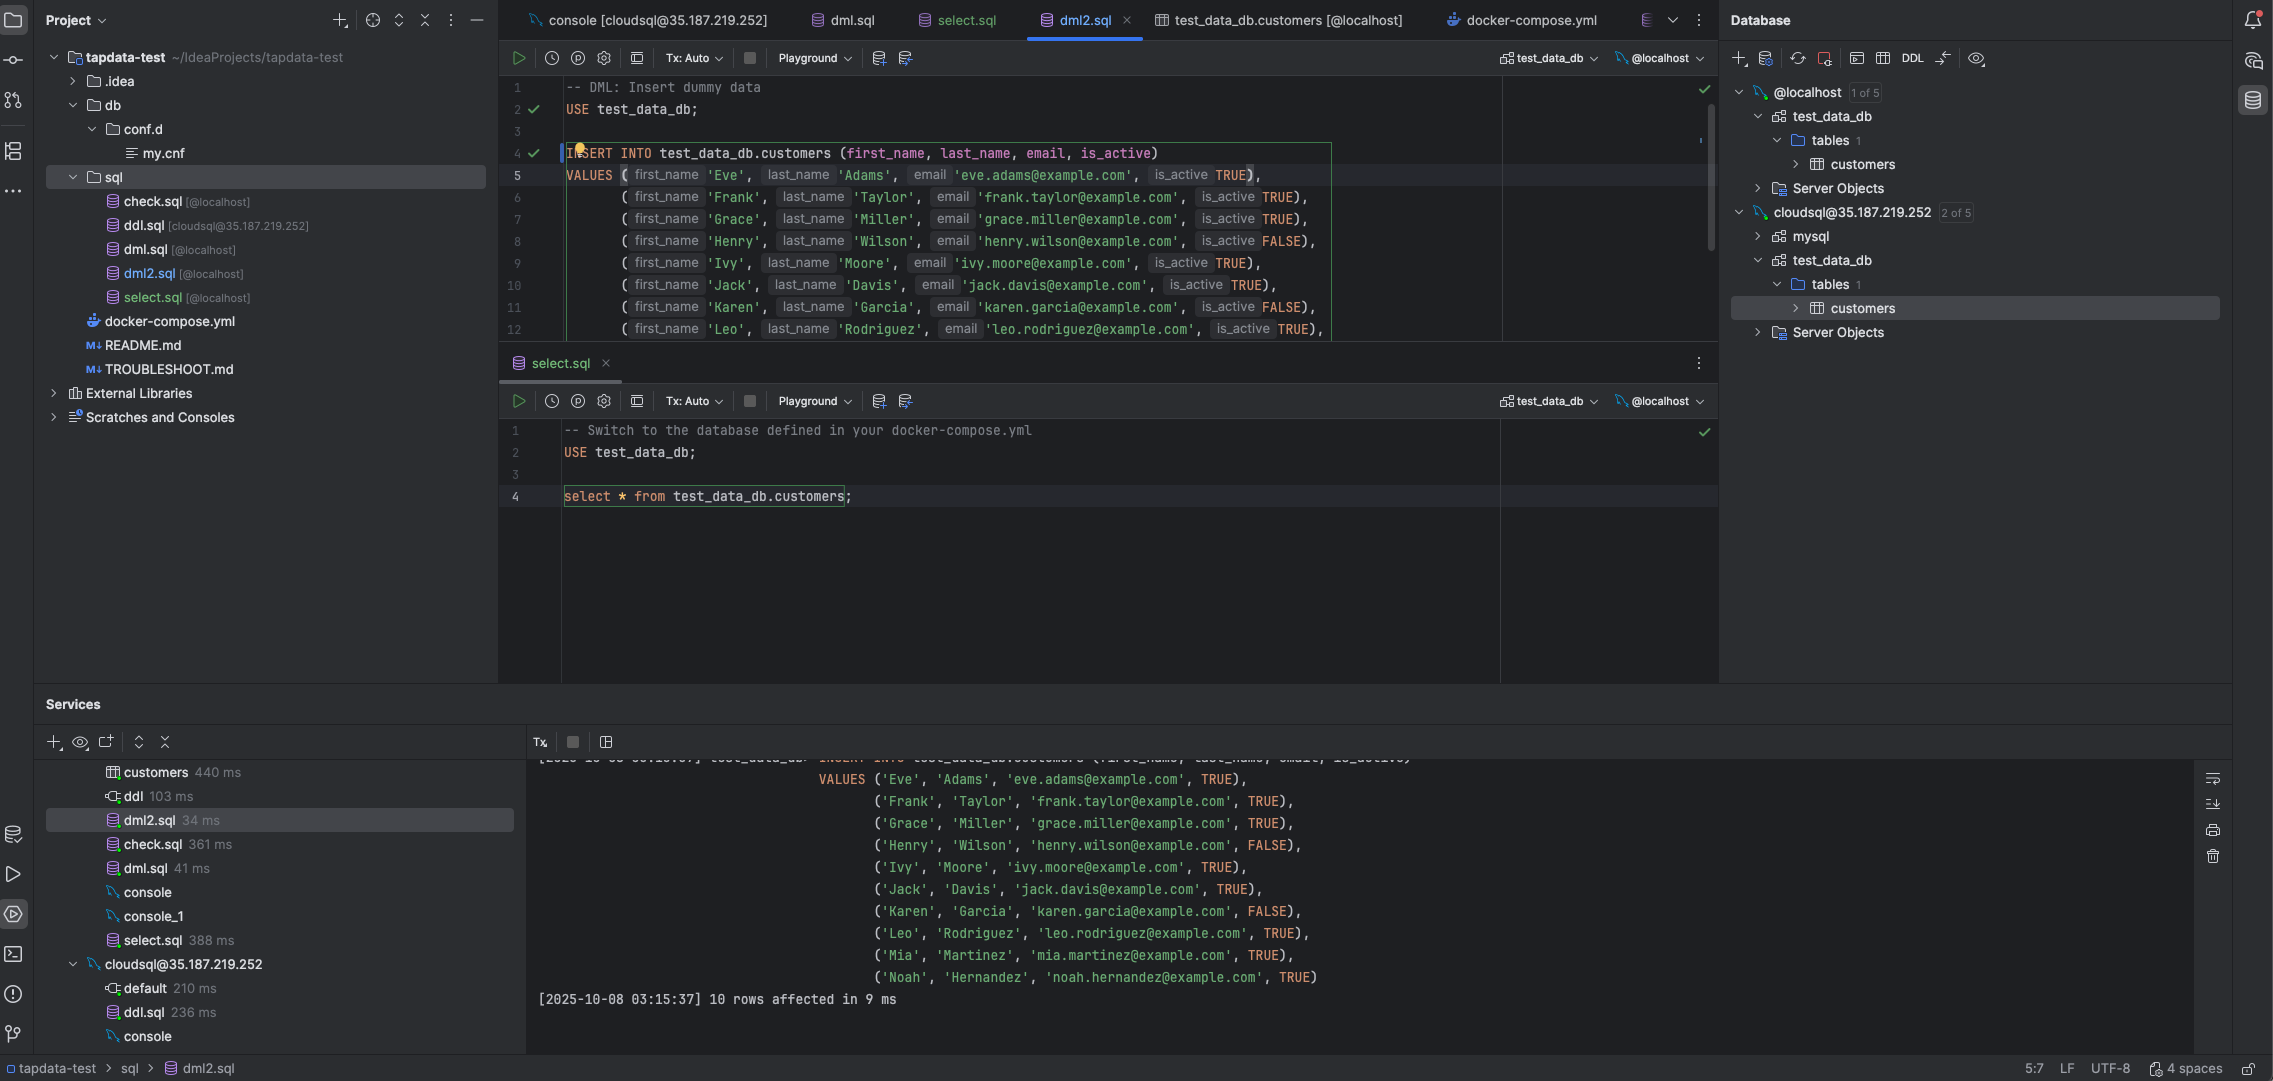 Project
tapdata-test ~/IdeaProjects/tapdata-test
.idea
db
conf.d
my.cnf
sql
check.sql [@localhost]
ddl.sql [cloudsql@35.187.219.252]
dml.sql [@localhost]
dml2.sql [@localhost]
select.sql [@localhost]
docker-compose.yml
README.md
TROUBLESHOOT.md
External Libraries
Scratches and Consoles
console [cloudsql@35.187.219.252] dml.sql select.sql dml2.sql test_data_db.customers [@localhost] docker-compose.yml
Tx: Auto Playground test_data_db @localhost
1 -- DML: Insert dummy data
2 USE test_data_db;
3
4 INSERT INTO test_data_db.customers (first_name, last_name, email, is_active)
5 VALUES ( first_name 'Eve', last_name 'Adams', email 'eve.adams@example.com', is_active TRUE),
6 ( first_name 'Frank', last_name 'Taylor', email 'frank.taylor@example.com', is_active TRUE),
7 ( first_name 'Grace', last_name 'Miller', email 'grace.miller@example.com', is_active TRUE),
8 ( first_name 'Henry', last_name 'Wilson', email 'henry.wilson@example.com', is_active FALSE),
9 ( first_name 'Ivy', last_name 'Moore', email 'ivy.moore@example.com', is_active TRUE),
10 ( first_name 'Jack', last_name 'Davis', email 'jack.davis@example.com', is_active TRUE),
11 ( first_name 'Karen', last_name 'Garcia', email 'karen.garcia@example.com', is_active FALSE),
12 ( first_name 'Leo', last_name 'Rodriguez', email 'leo.rodriguez@example.com', is_active TRUE),
select.sql
Tx: Auto Playground test_data_db @localhost
1 -- Switch to the database defined in your docker-compose.yml
2 USE test_data_db;
3
4 select * from test_data_db.customers;
Database
DDL
@localhost 1 of 5
test_data_db
tables 1
customers
Server Objects
cloudsql@35.187.219.252 2 of 5
mysql
test_data_db
tables 1
customers
Server Objects
Services
customers 440 ms
ddl 103 ms
dml2.sql 34 ms
check.sql 361 ms
dml.sql 41 ms
console
console_1
select.sql 388 ms
cloudsql@35.187.219.252
default 210 ms
ddl.sql 236 ms
console
Tx
VALUES ('Eve', 'Adams', 'eve.adams@example.com', TRUE),
('Frank', 'Taylor', 'frank.taylor@example.com', TRUE),
('Grace', 'Miller', 'grace.miller@example.com', TRUE),
('Henry', 'Wilson', 'henry.wilson@example.com', FALSE),
('Ivy', 'Moore', 'ivy.moore@example.com', TRUE),
('Jack', 'Davis', 'jack.davis@example.com', TRUE),
('Karen', 'Garcia', 'karen.garcia@example.com', FALSE),
('Leo', 'Rodriguez', 'leo.rodriguez@example.com', TRUE),
('Mia', 'Martinez', 'mia.martinez@example.com', TRUE),
('Noah', 'Hernandez', 'noah.hernandez@example.com', TRUE)
[2025-10-08 03:15:37] 10 rows affected in 9 ms
tapdata-test > sql > dml2.sql
5:7 LF UTF-8 4 spaces